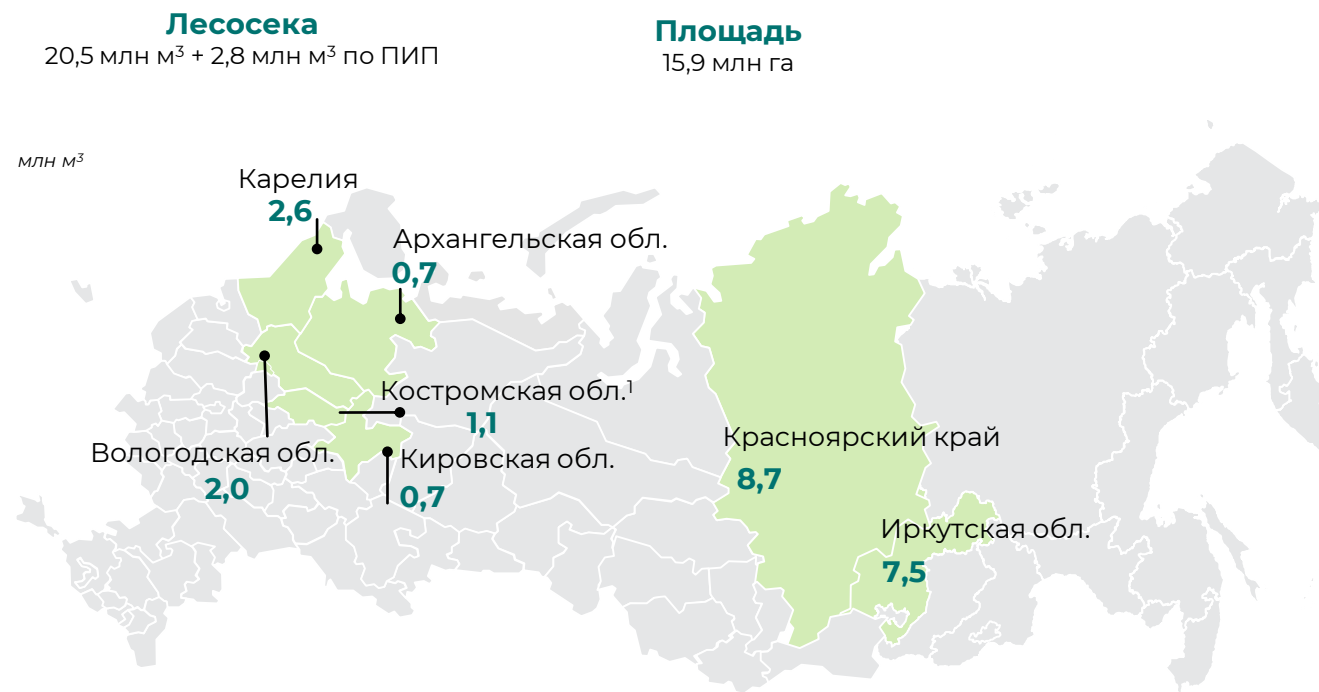 Лесосека
20,5 млн м³ + 2,8 млн м³ по ПИП
Площадь
15,9 млн га
млн м³
Карелия
2,6
Архангельская обл.
0,7
Костромская обл.¹
1,1
Вологодская обл.
2,0
Кировская обл.
0,7
Красноярский край
8,7
Иркутская обл.
7,5